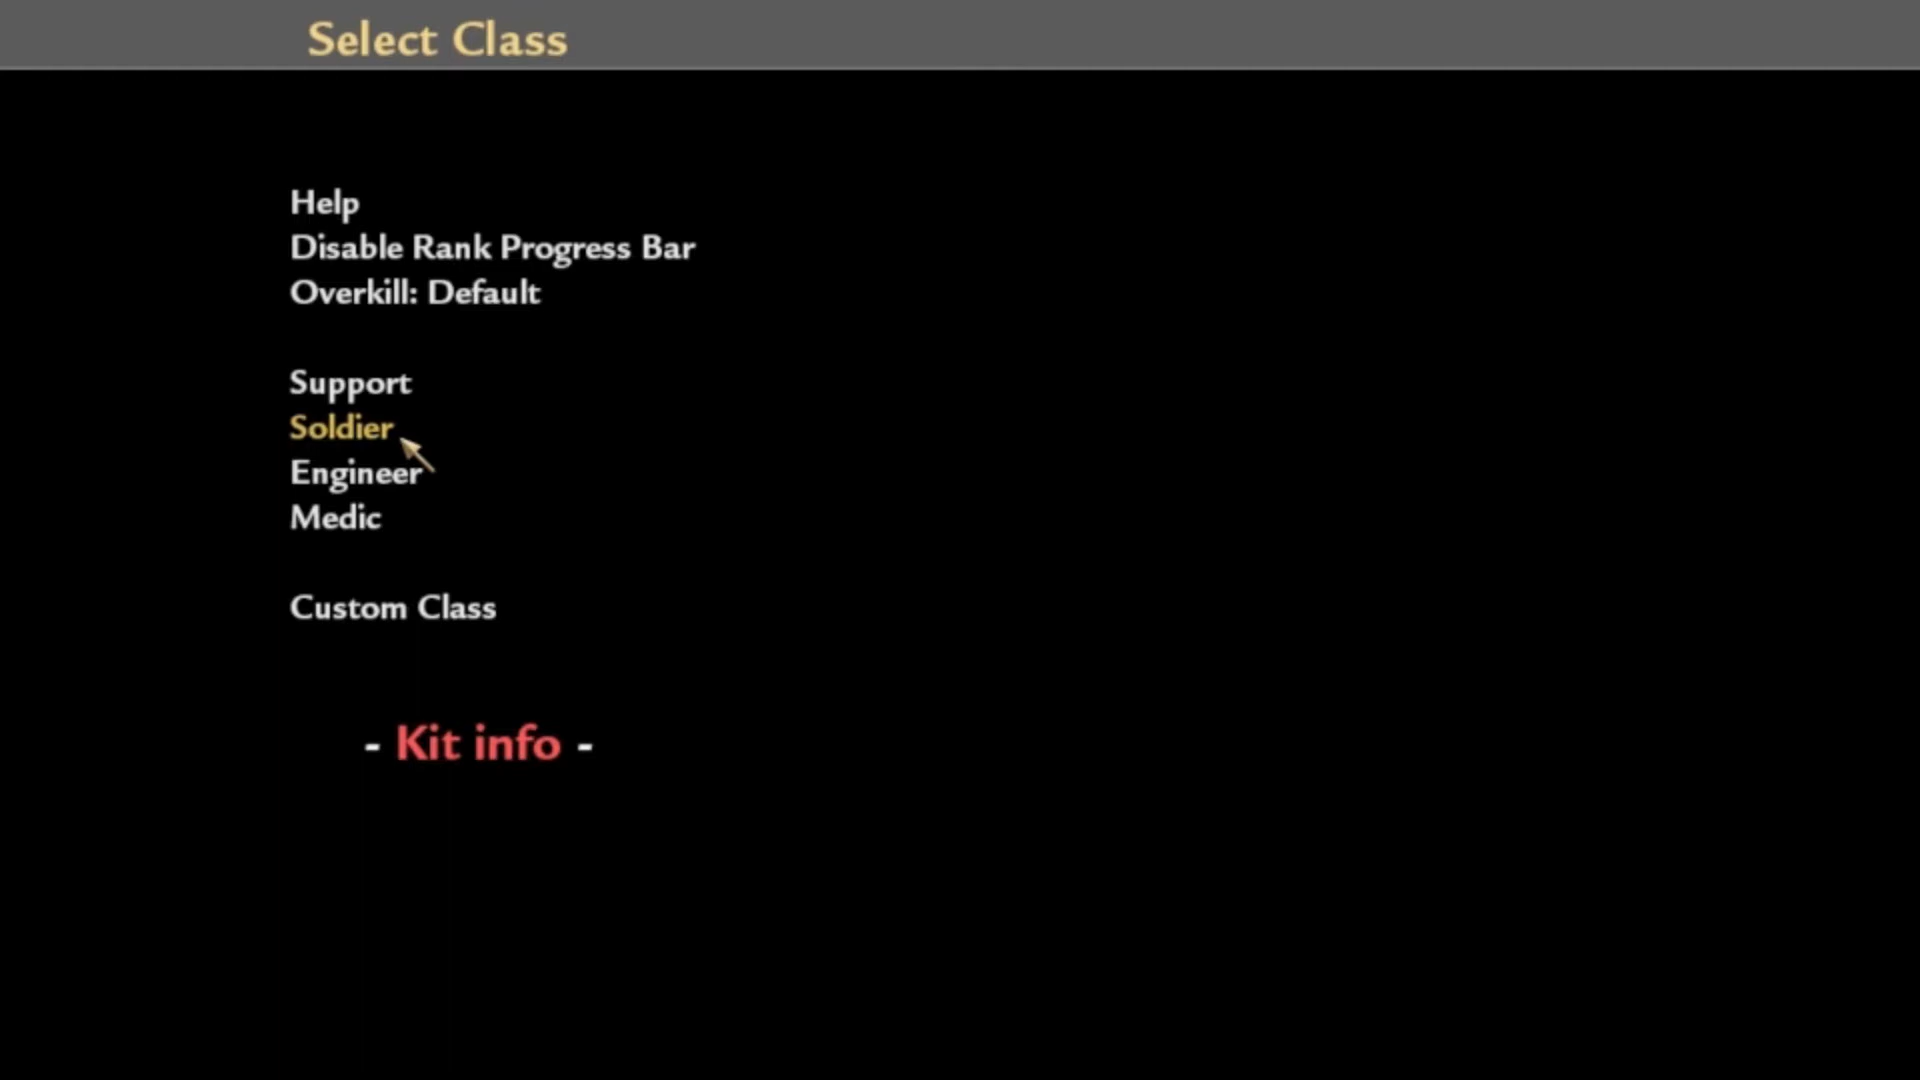 Select Class
Help
Disable Rank Progress Bar
Overkill: Default
Support
Soldier
Engineer
Medic
Custom Class
- Kit info -